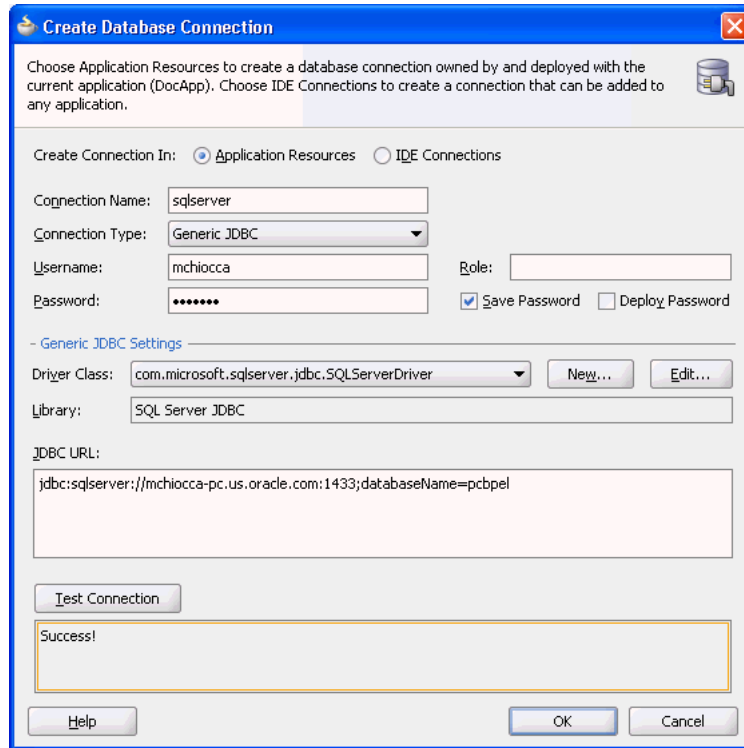 Create Database Connection
Choose Application Resources to create a database connection owned by and deployed with the
current application (DocApp). Choose IDE Connections to create a connection that can be added to
any application.
Create Connection In: Application Resources IDE Connections
Connection Name: sqlserver
Connection Type: Generic JDBC
Username: mchiocca Role:
Password: ••••••• Save Password Deploy Password
- Generic JDBC Settings
Driver Class: com.microsoft.sqlserver.jdbc.SQLServerDriver New... Edit...
Library: SQL Server JDBC
JDBC URL:
jdbc:sqlserver://mchiocca-pc.us.oracle.com:1433;databaseName=pcbpel
Test Connection
Success!
Help OK Cancel